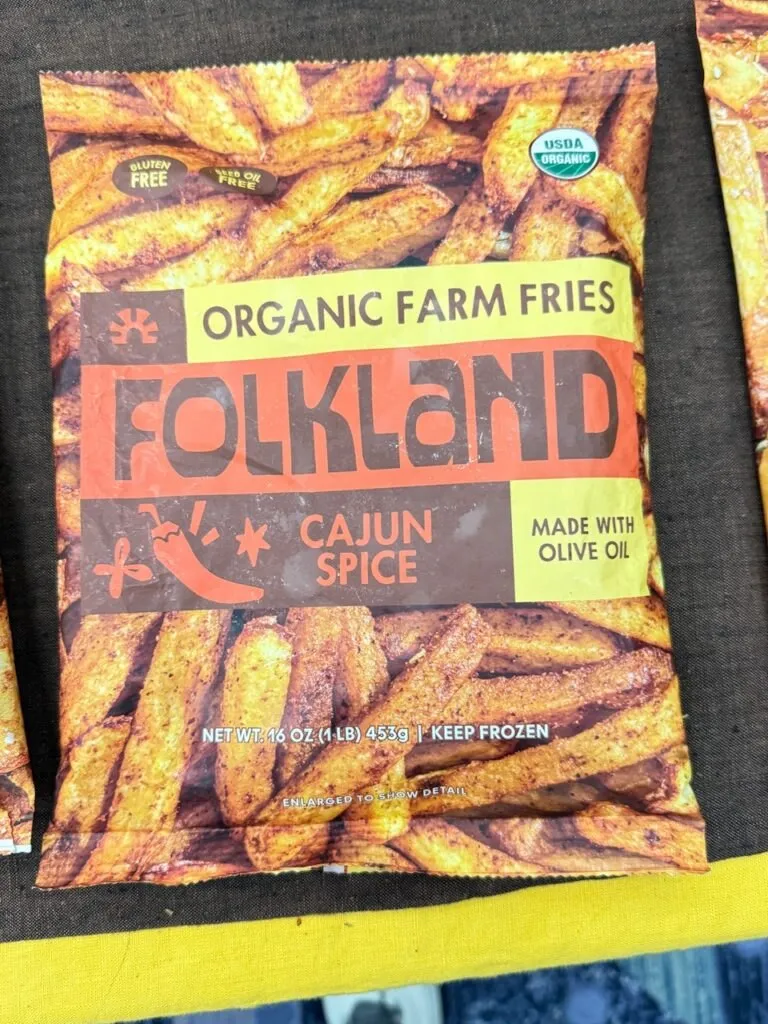 GLUTEN
FREE
SEED OIL
FREE
USDA
ORGANIC
ORGANIC FARM FRIES
FOLKLAND
CAJUN
SPICE
MADE WITH
OLIVE OIL
NET WT. 16 OZ (1 LB) 453g | KEEP FROZEN
ENLARGED TO SHOW DETAIL